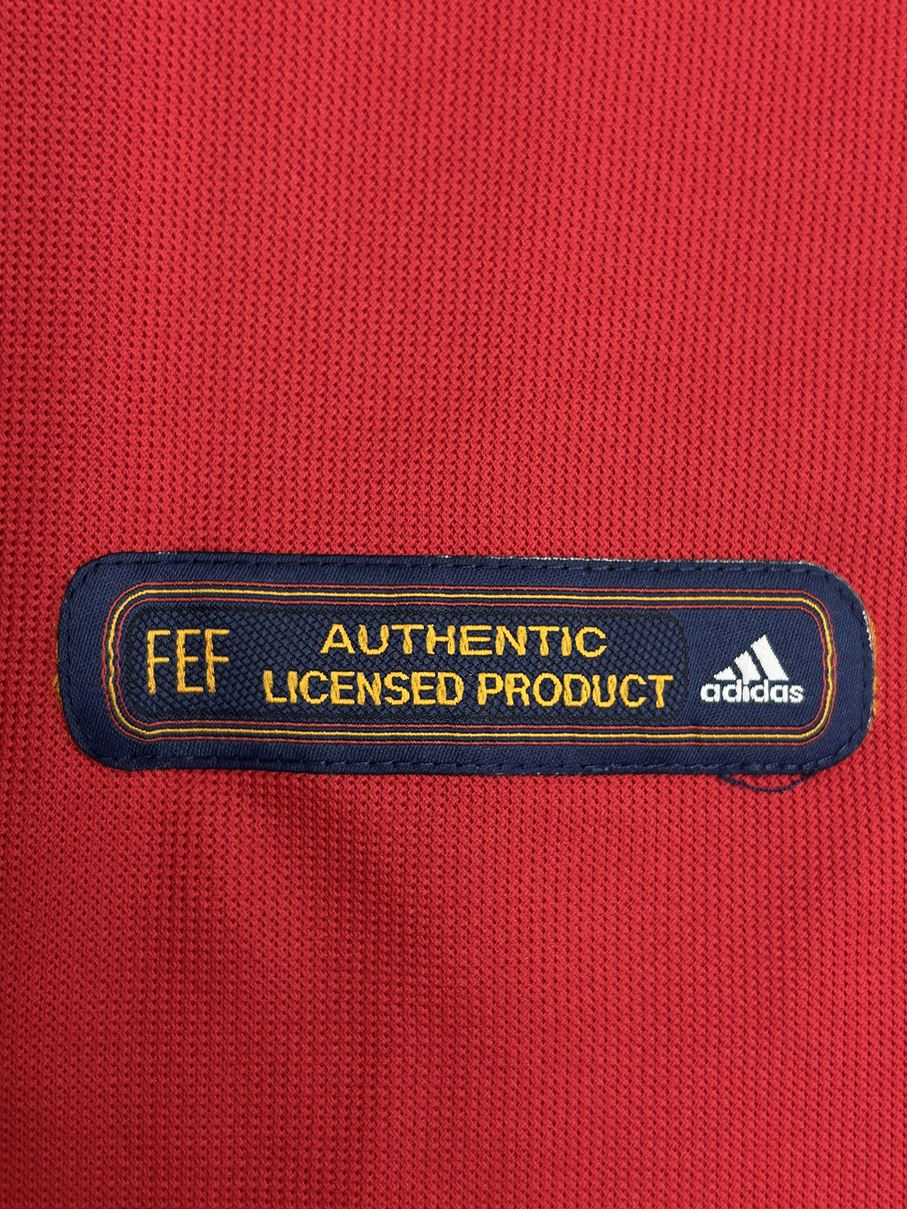 FEF
AUTHENTIC
LICENSED PRODUCT
adidas